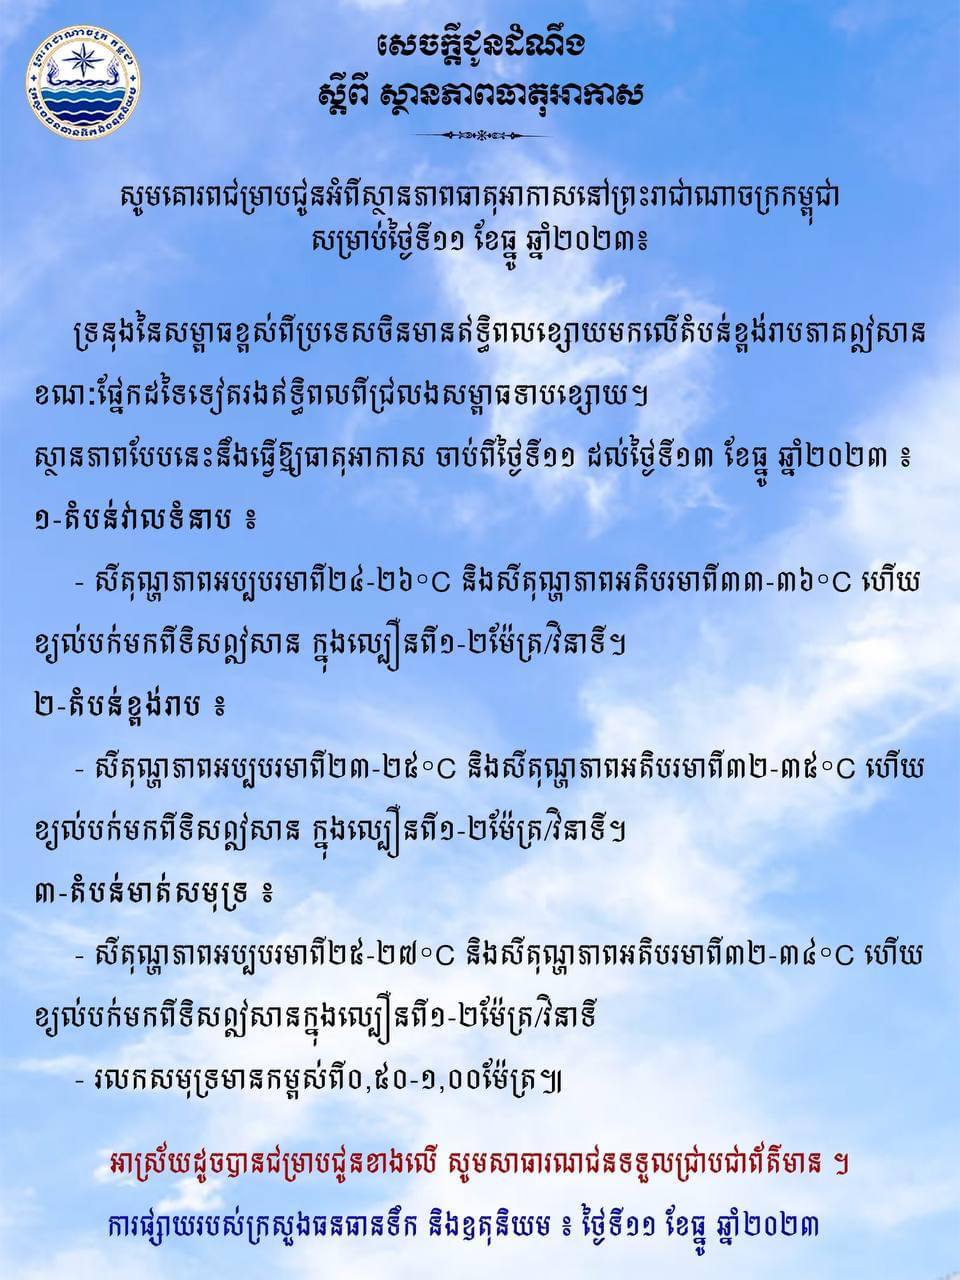 សេចក្ដីជូនដំណឹង
ស្ដីពី ស្ថានភាពធាតុអាកាស
សូមគោរពជម្រាបជូនអំពីស្ថានភាពធាតុអាកាសនៅព្រះរាជាណាចក្រកម្ពុជា
សម្រាប់ថ្ងៃទី១១ ខែធ្នូ ឆ្នាំ២០២៣៖
ទ្រនុងនៃសម្ពាធខ្ពស់ពីប្រទេសចិនមានឥទ្ធិពលខ្សោយមកលើតំបន់ខ្ពង់រាបភាគឦសាន
ខណៈផ្នែកដទៃទៀតរងឥទ្ធិពលពីជ្រលងសម្ពាធទាបខ្សោយ។
ស្ថានភាពបែបនេះនឹងធ្វើឱ្យធាតុអាកាស ចាប់ពីថ្ងៃទី១១ ដល់ថ្ងៃទី១៣ ខែធ្នូ ឆ្នាំ២០២៣ ៖
១-តំបន់វាលទំនាប ៖
- សីតុណ្ហភាពអប្បបរមាពី២៤-២៦°C និងសីតុណ្ហភាពអតិបរមាពី៣៣-៣៦°C ហើយ
ខ្យល់បក់មកពីទិសឦសាន ក្នុងល្បឿនពី១-២ម៉ែត្រ/វិនាទី។
២-តំបន់ខ្ពង់រាប ៖
- សីតុណ្ហភាពអប្បបរមាពី២៣-២៥°C និងសីតុណ្ហភាពអតិបរមាពី៣២-៣៥°C ហើយ
ខ្យល់បក់មកពីទិសឦសាន ក្នុងល្បឿនពី១-២ម៉ែត្រ/វិនាទី។
៣-តំបន់មាត់សមុទ្រ ៖
- សីតុណ្ហភាពអប្បបរមាពី២៥-២៧°C និងសីតុណ្ហភាពអតិបរមាពី៣២-៣៤°C ហើយ
ខ្យល់បក់មកពីទិសឦសានក្នុងល្បឿនពី១-២ម៉ែត្រ/វិនាទី
- រលកសមុទ្រមានកម្ពស់ពី០,៥០-១,០០ម៉ែត្រ៕
អាស្រ័យដូចបានជម្រាបជូនខាងលើ សូមសាធារណជនទទួលជ្រាបជាព័ត៌មាន ។
ការផ្សាយរបស់ក្រសួងធនធានទឹក និងឧតុនិយម ៖ ថ្ងៃទី១១ ខែធ្នូ ឆ្នាំ២០២៣